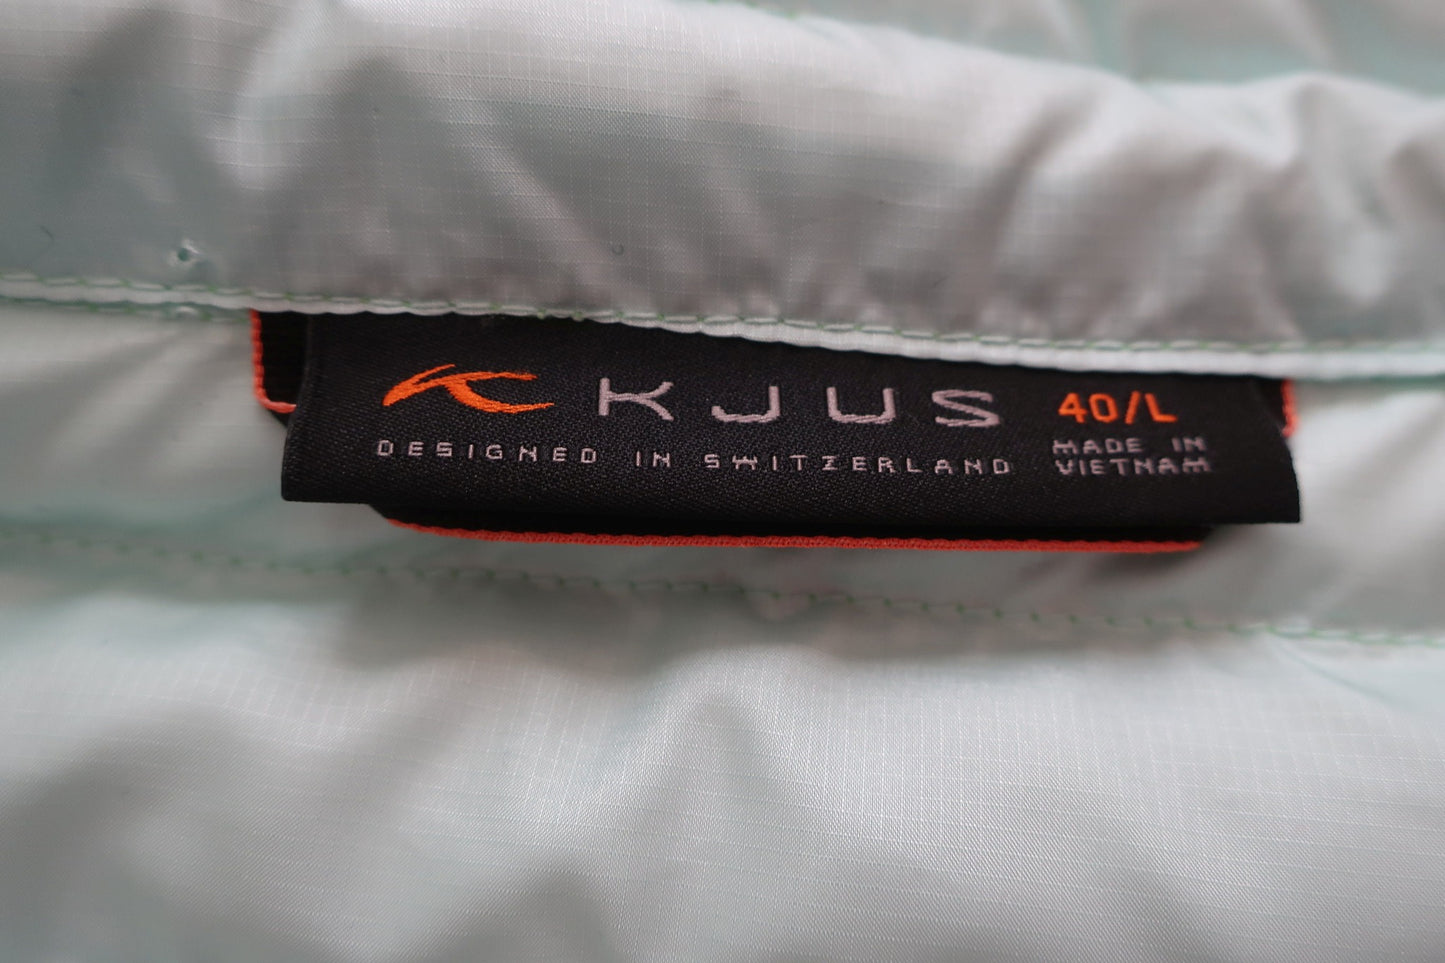 KJUS 40/L
DESIGNED IN SWITZERLAND
MADE IN
VIETNAM